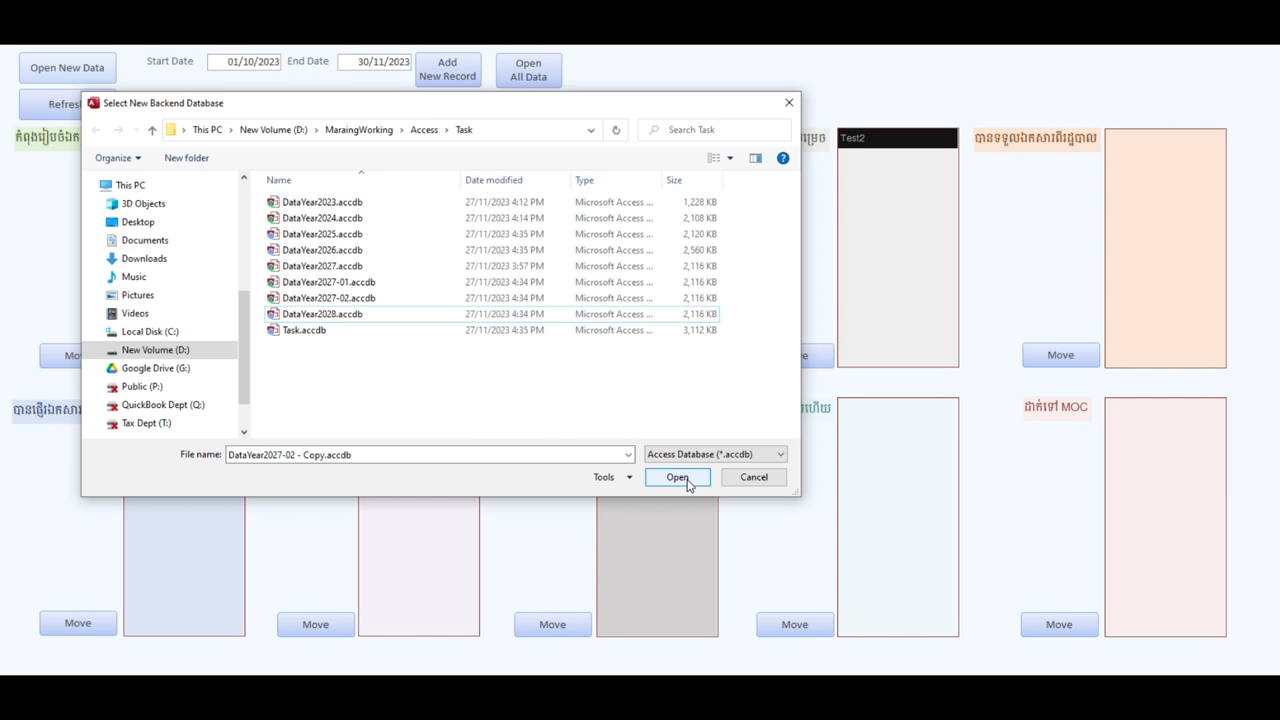 Open New Data
Start Date
01/10/2023
End Date
30/11/2023
Add
New Record
Open
All Data
Select New Backend Database
This PC
New Volume (D:)
MaraingWorking
Access
Task
Search Task
Organize
New folder
This PC
3D Objects
Desktop
Documents
Downloads
Music
Pictures
Videos
Local Disk (C:)
New Volume (D:)
Google Drive (G:)
Public (P:)
QuickBook Dept (Q:)
Tax Dept (T:)
Name Date modified Type Size
DataYear2023.accdb 27/11/2023 4:12 PM Microsoft Access ... 1,228 KB
DataYear2024.accdb 27/11/2023 4:14 PM Microsoft Access ... 2,108 KB
DataYear2025.accdb 27/11/2023 4:35 PM Microsoft Access ... 2,120 KB
DataYear2026.accdb 27/11/2023 4:35 PM Microsoft Access ... 2,560 KB
DataYear2027.accdb 27/11/2023 3:57 PM Microsoft Access ... 2,116 KB
DataYear2027-01.accdb 27/11/2023 4:34 PM Microsoft Access ... 2,116 KB
DataYear2027-02.accdb 27/11/2023 4:34 PM Microsoft Access ... 2,116 KB
DataYear2028.accdb 27/11/2023 4:34 PM Microsoft Access ... 2,116 KB
Task.accdb 27/11/2023 4:35 PM Microsoft Access ... 3,112 KB
File name: DataYear2027-02 - Copy.accdb
Access Database (*.accdb)
Tools
Open
Cancel
Test2
បានទទួលឯកសារពីរដ្ឋបាល
Move
ដាក់ទៅ MOC
Move
Move
Move
Move
Move